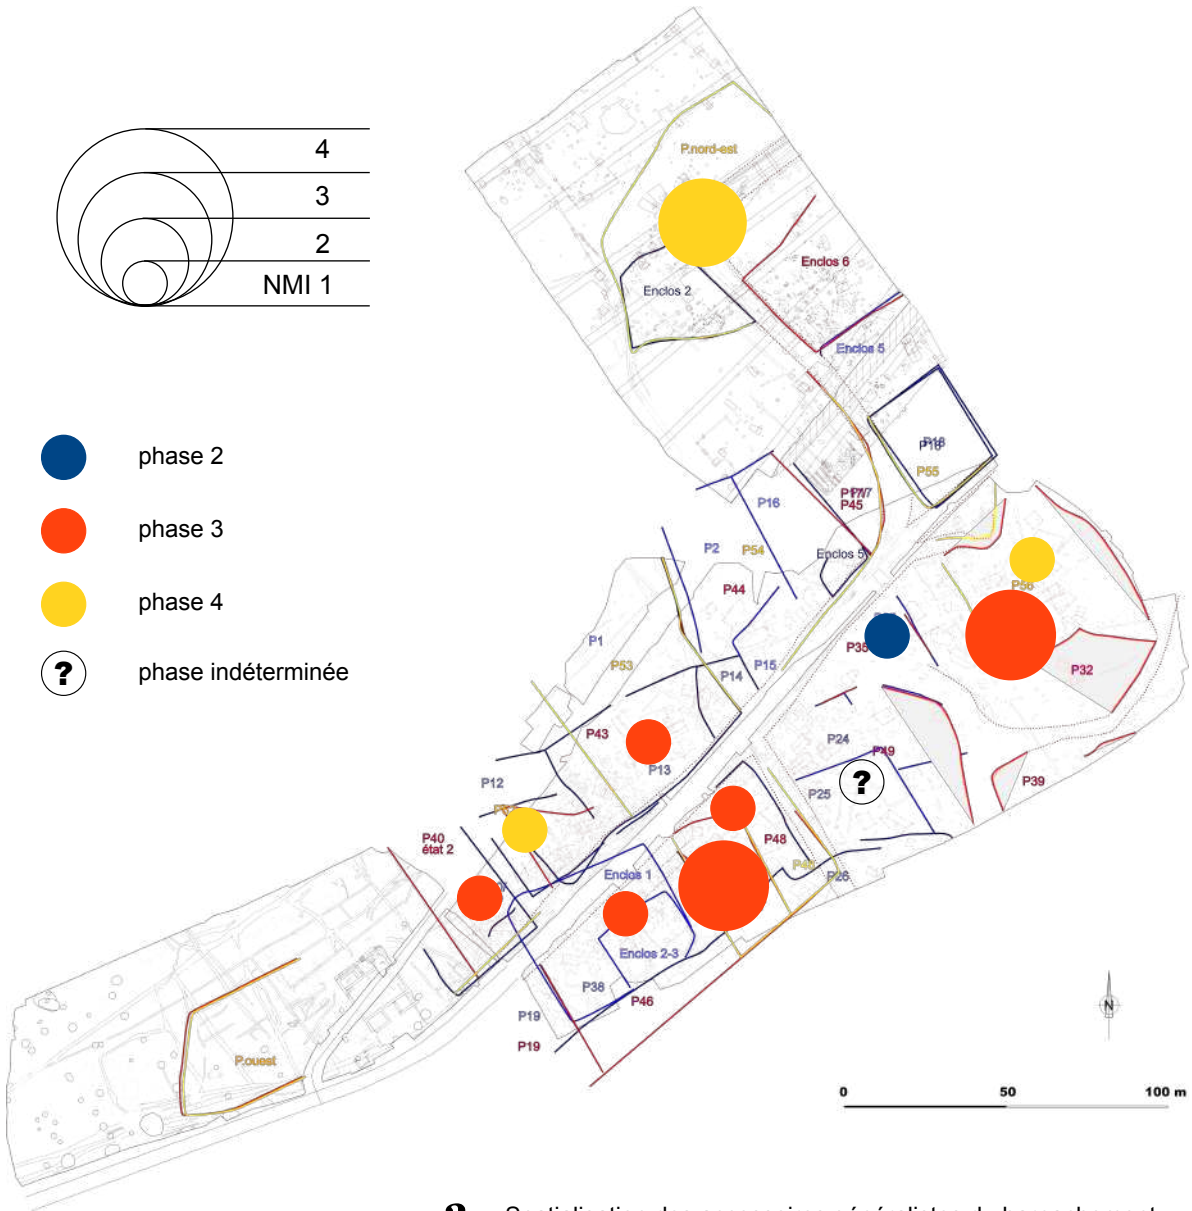 4
3
2
NMI 1
phase 2
phase 3
phase 4
? phase indéterminée
P.nord-est
Enclos 6
Enclos 2
Enclos 5
P18
P55
P16
P45
P2
P54
Enclos 5
P44
P56
P1
P15
P35
P53
P14
P32
P43
P24
P49
P13
P12
?
P25
P39
P40
état 2
P48
P26
Enclos 1
Enclos 2-3
P38
P46
P19
P19
P.ouest
N
0 50 100 m